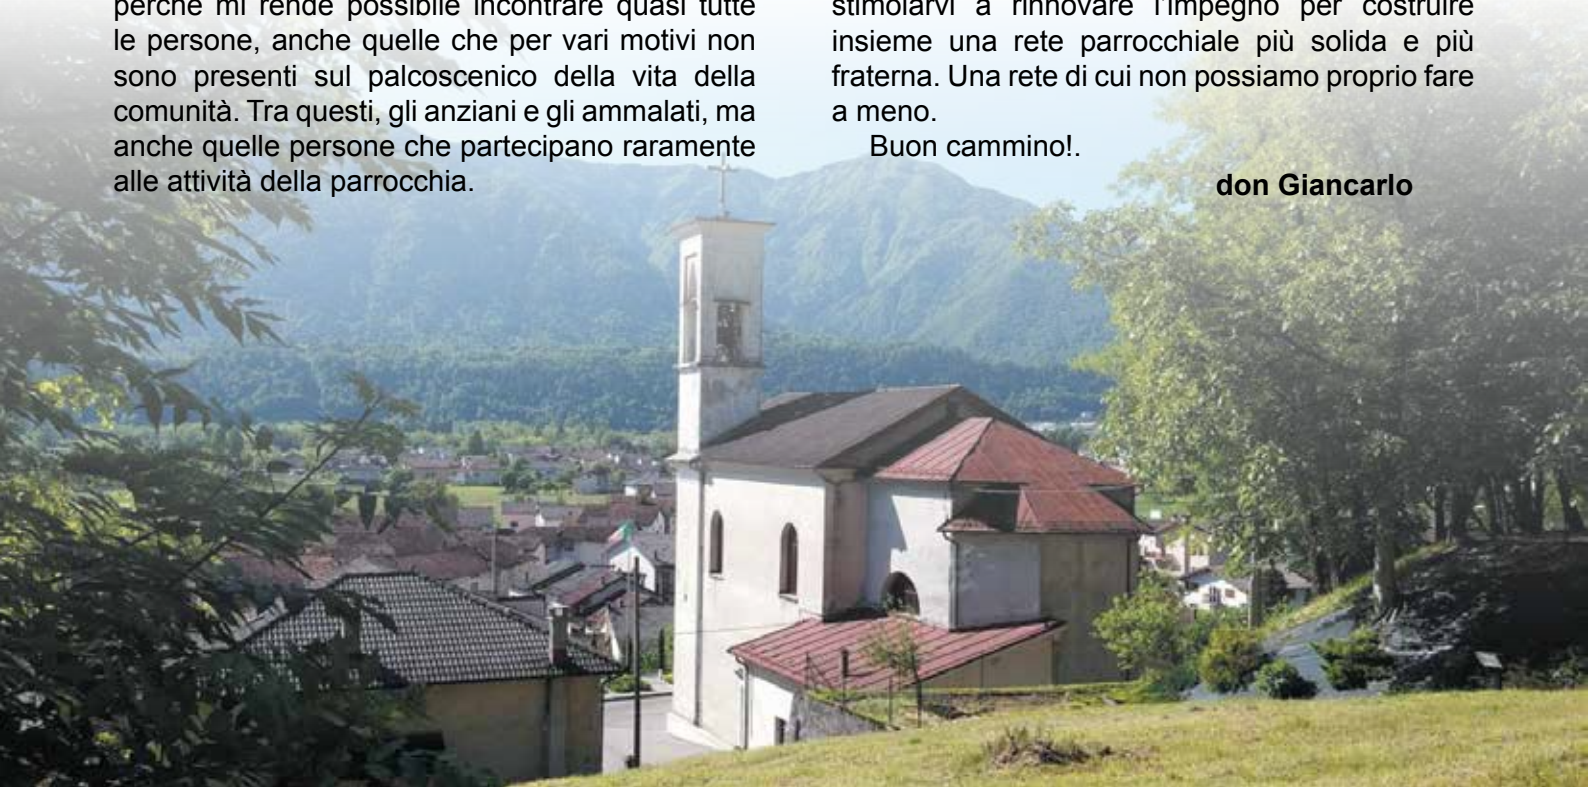 perché mi rende possibile incontrare quasi tutte
le persone, anche quelle che per vari motivi non
sono presenti sul palcoscenico della vita della
comunità. Tra questi, gli anziani e gli ammalati, ma
anche quelle persone che partecipano raramente
alle attività della parrocchia.
stimolarvi a rinnovare l'impegno per costruire
insieme una rete parrocchiale più solida e più
fraterna. Una rete di cui non possiamo proprio fare
a meno.
Buon cammino!.
don Giancarlo